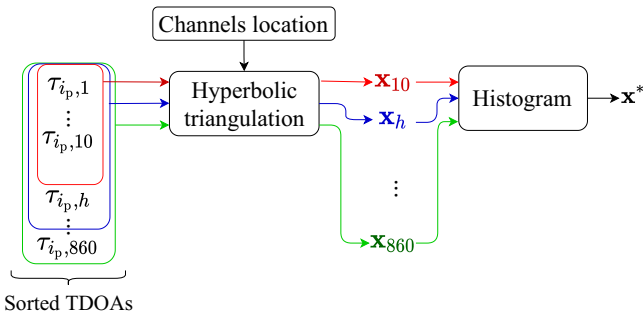 Channels location
τ_{i_p,1}
⋮
τ_{i_p,10}
τ_{i_p,h}
⋮
τ_{i_p,860}
Sorted TDOAs
Hyperbolic
triangulation
x_{10}
x_h
⋮
x_{860}
Histogram
x*